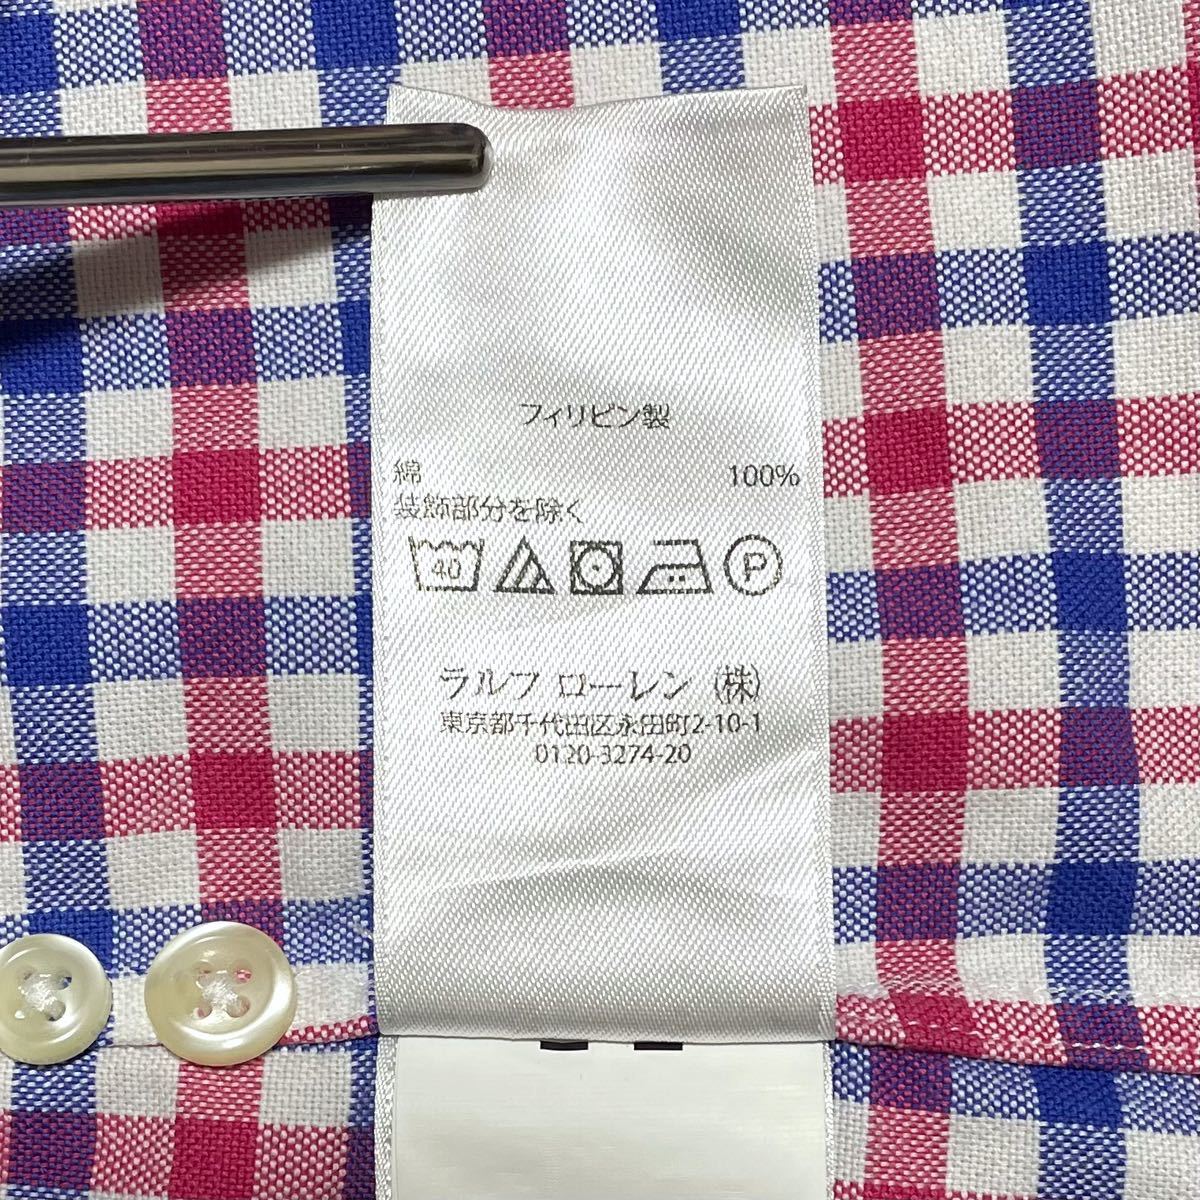 フィリピン製
綿 100%
装飾部分を除く
40 P
ラルフ ローレン (株)
東京都千代田区永田町2-10-1
0120-3274-20